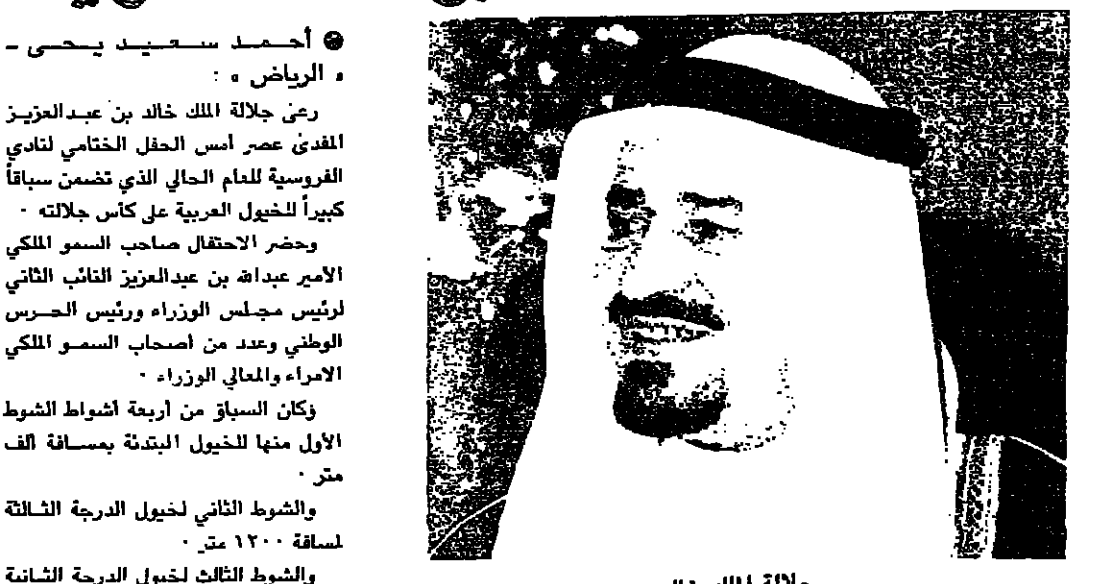 أحمد سعيد يحيى -
« الرياض » :
رعى جلالة الملك خالد بن عبدالعزيز
المفدى عصر أمس الحفل الختامي لنادي
الفروسية للعام الحالي الذي تضمن سباقاً
كبيراً للخيول العربية على كأس جلالته ·
وحضر الاحتفال صاحب السمو الملكي
الأمير عبدالله بن عبدالعزيز النائب الثاني
لرئيس مجلس الوزراء ورئيس الحرس
الوطني وعدد من أصحاب السمو الملكي
الامراء والمعالي الوزراء ·
وكان السباق من أربعة أشواط الشوط
الأول منها للخيول المبتدئة بمسافة ألف
متر ·
والشوط الثاني لخيول الدرجة الثالثة
لمسافة ١٢٠٠ متر ·
والشوط الثالث لخيول الدرجة الثانية
جلالة الملك